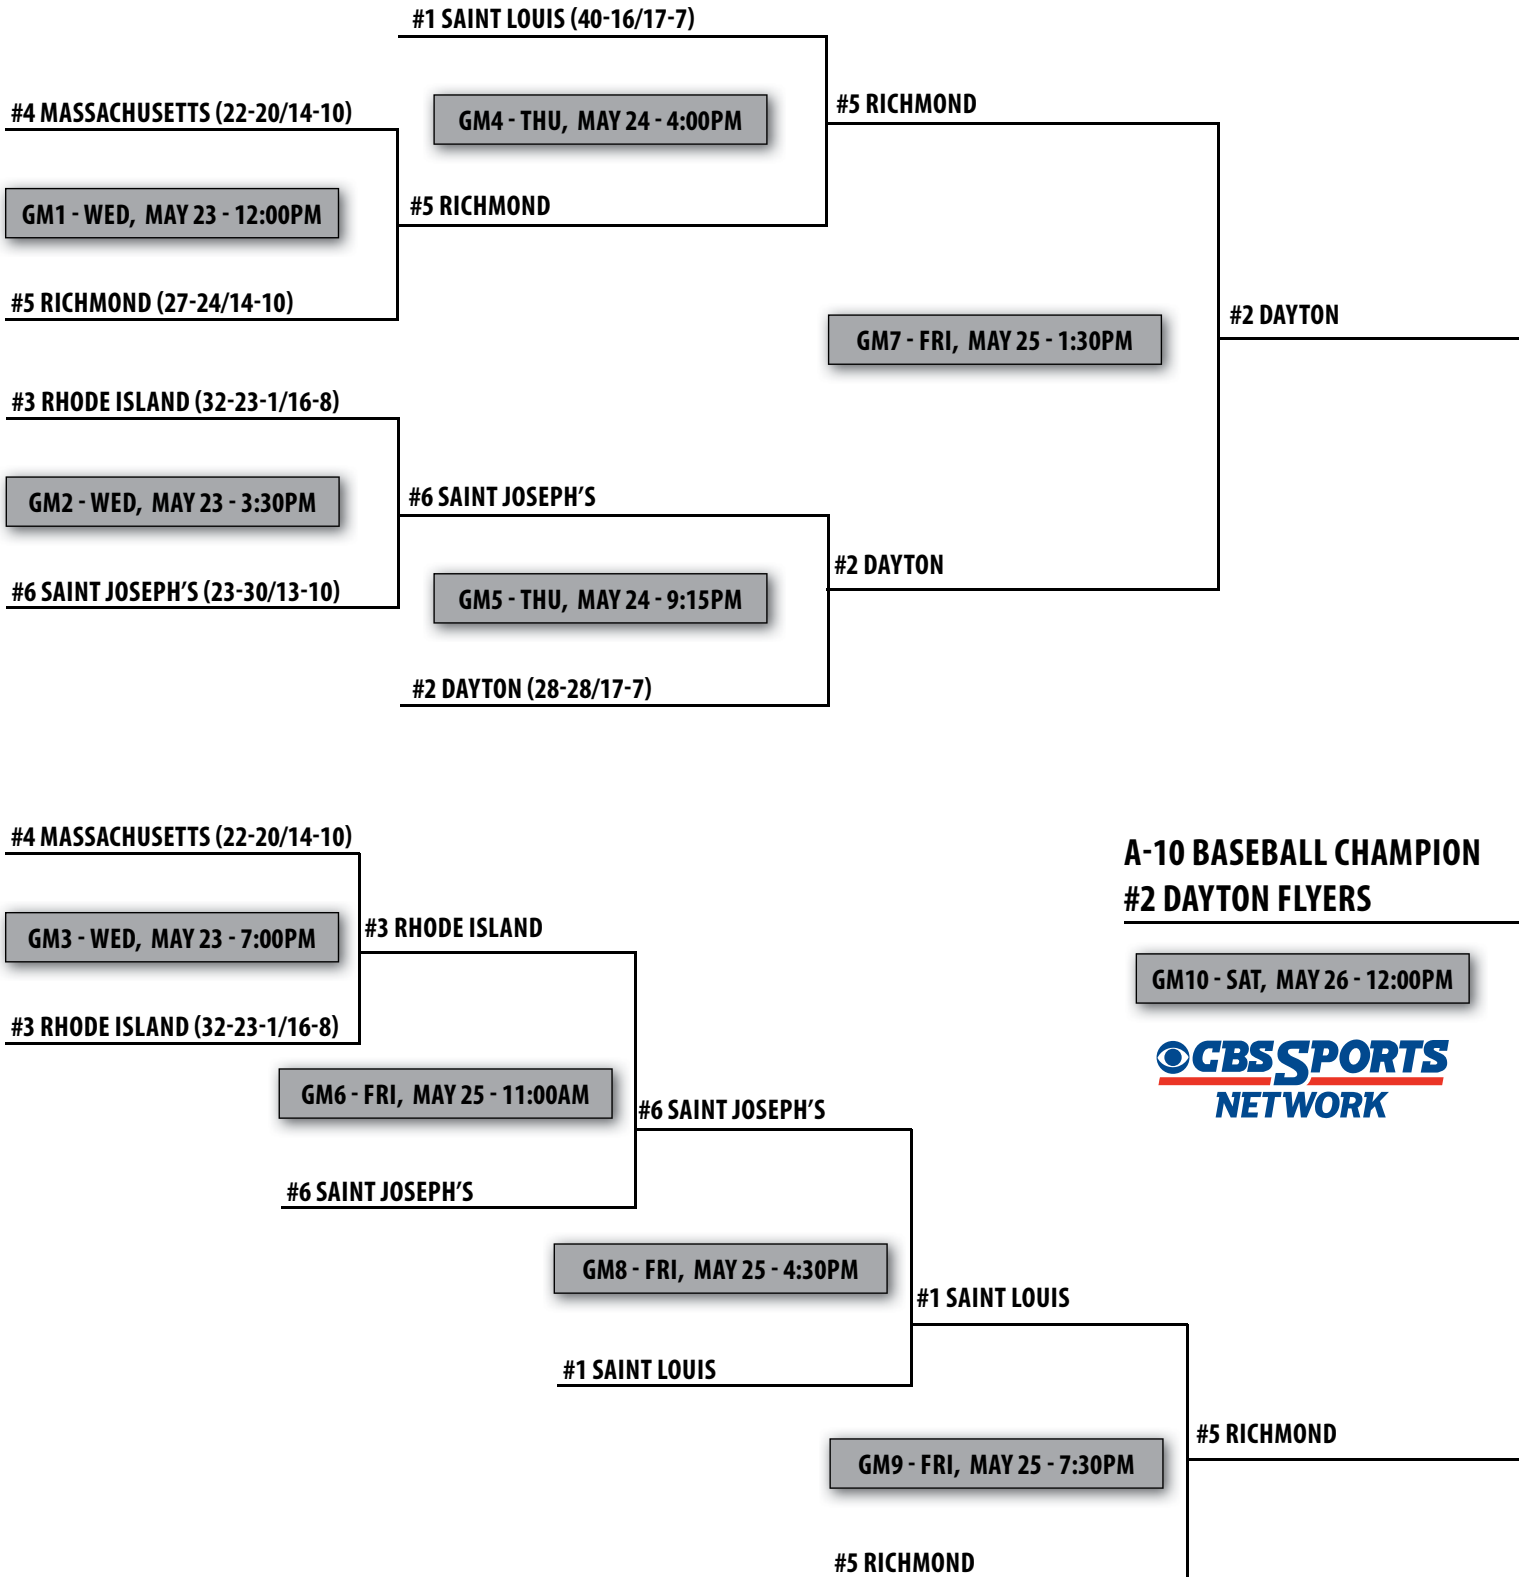 #1 SAINT LOUIS (40-16/17-7)
#4 MASSACHUSETTS (22-20/14-10)
GM4 - THU, MAY 24 - 4:00PM
#5 RICHMOND
GM1 - WED, MAY 23 - 12:00PM
#5 RICHMOND
#5 RICHMOND (27-24/14-10)
GM7 - FRI, MAY 25 - 1:30PM
#2 DAYTON
#3 RHODE ISLAND (32-23-1/16-8)
GM2 - WED, MAY 23 - 3:30PM
#6 SAINT JOSEPH'S
#6 SAINT JOSEPH'S (23-30/13-10)
GM5 - THU, MAY 24 - 9:15PM
#2 DAYTON
#2 DAYTON (28-28/17-7)
#4 MASSACHUSETTS (22-20/14-10)
GM3 - WED, MAY 23 - 7:00PM
#3 RHODE ISLAND
#3 RHODE ISLAND (32-23-1/16-8)
GM6 - FRI, MAY 25 - 11:00AM
#6 SAINT JOSEPH'S
#6 SAINT JOSEPH'S
GM8 - FRI, MAY 25 - 4:30PM
#1 SAINT LOUIS
#1 SAINT LOUIS
GM9 - FRI, MAY 25 - 7:30PM
#5 RICHMOND
#5 RICHMOND
A-10 BASEBALL CHAMPION
#2 DAYTON FLYERS
GM10 - SAT, MAY 26 - 12:00PM
CBS SPORTS
NETWORK